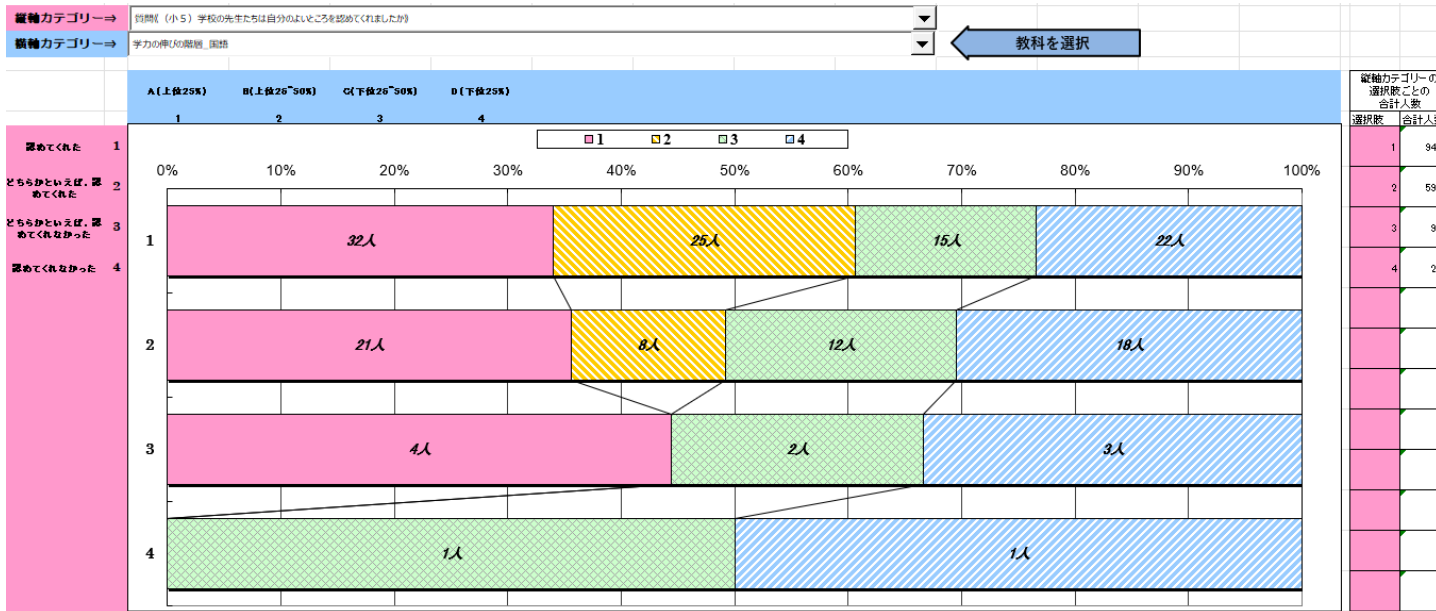 縦軸カテゴリー⇒ 質問《（小５）学校の先生たちは自分のよいところを認めてくれましたか》
横軸カテゴリー⇒ 学力の伸びの階層_国語
教科を選択
A(上位25%) B(上位26~50%) C(下位26~50%) D(下位25%)
1 2 3 4
縦軸カテゴリーの
選択肢ごとの
合計人数
選択肢 合計人
認めてくれた 1
どちらかといえば、認
めてくれた 2
どちらかといえば、認
めてくれなかった 3
認めてくれなかった 4
1 2 3 4
0% 10% 20% 30% 40% 50% 60% 70% 80% 90% 100%
1 32人 25人 15人 22人
2 21人 8人 12人 18人
3 4人 2人 3人
4 1人 1人
1 94
2 59
3 9
4 2